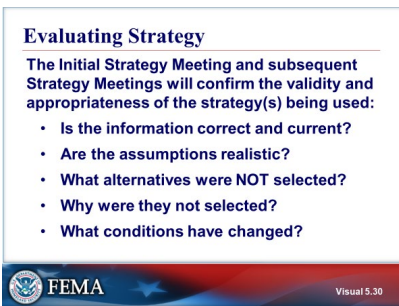 Evaluating Strategy
The Initial Strategy Meeting and subsequent
Strategy Meetings will confirm the validity and
appropriateness of the strategy(s) being used:
• Is the information correct and current?
• Are the assumptions realistic?
• What alternatives were NOT selected?
• Why were they not selected?
• What conditions have changed?
FEMA
Visual 5.30